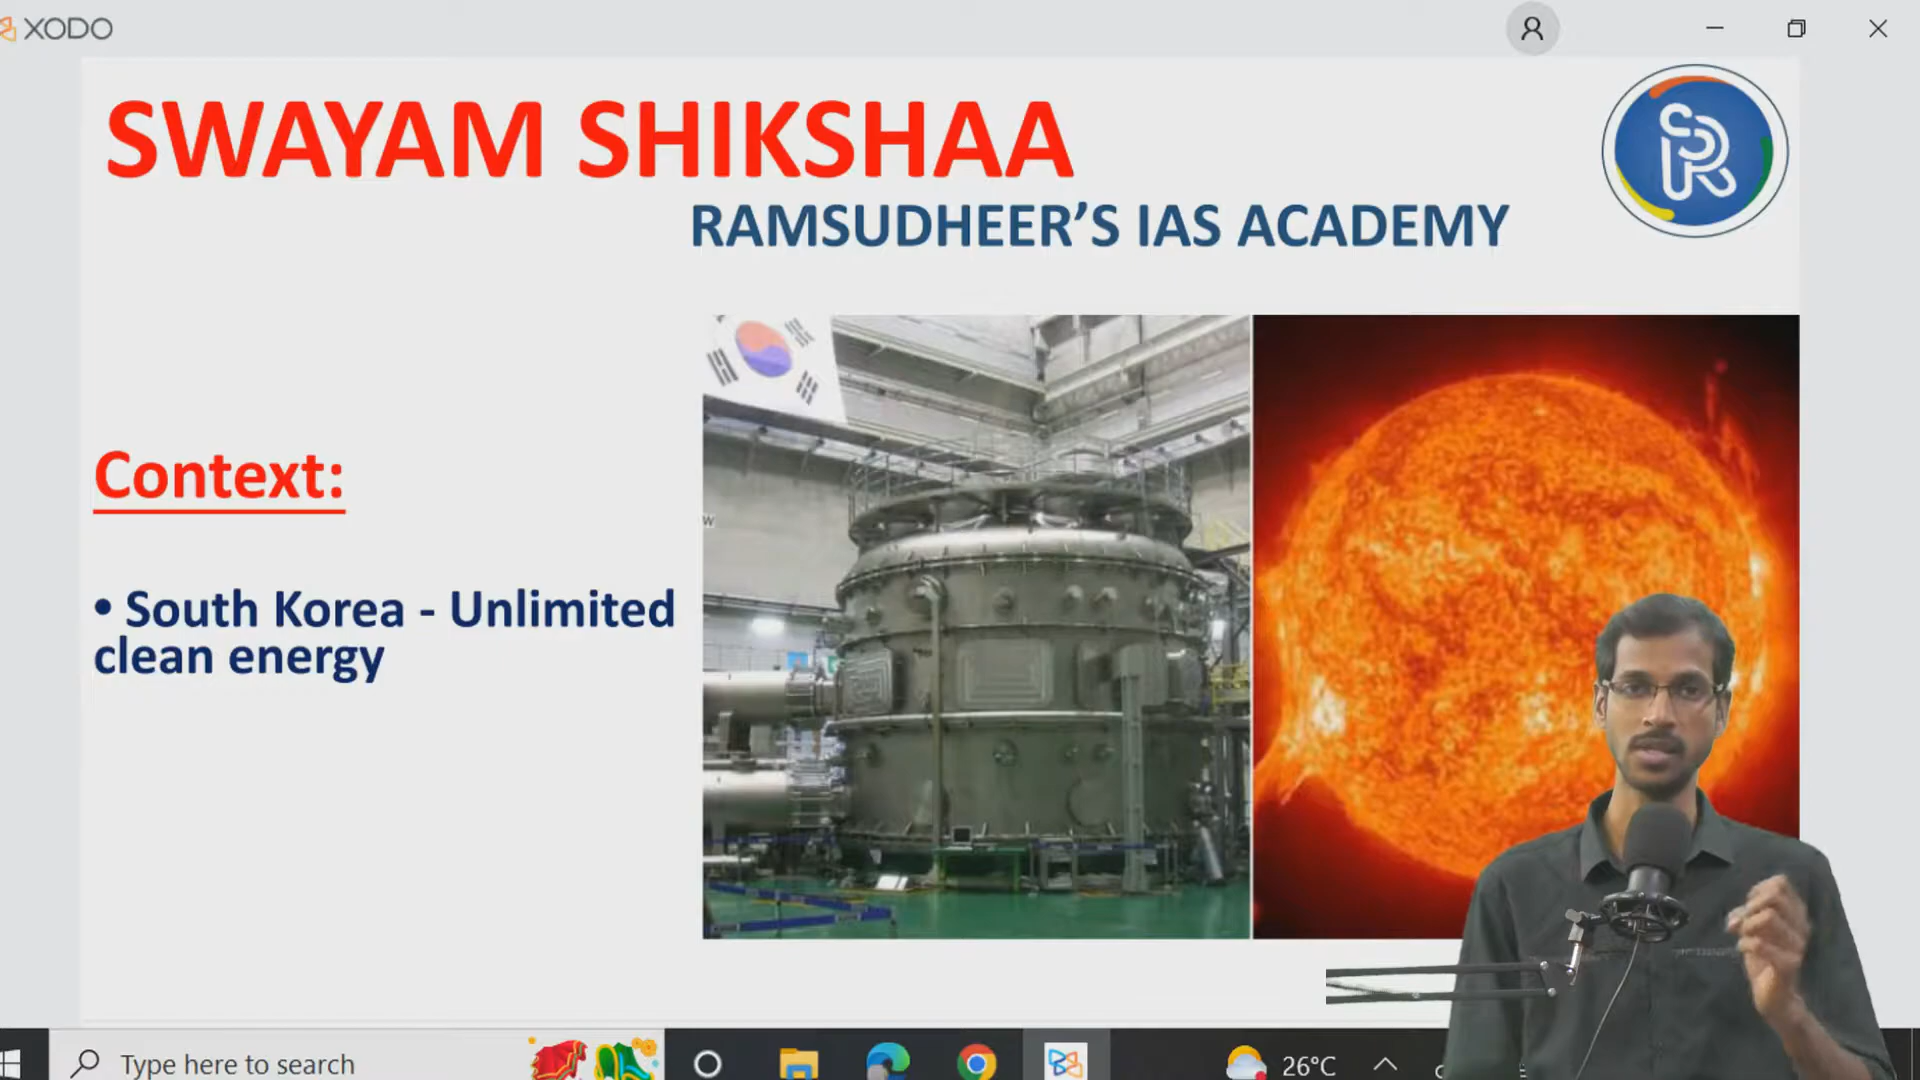 XODO
SWAYAM SHIKSHAA
RAMSUDHEER’S IAS ACADEMY
Context:
• South Korea - Unlimited
clean energy
Type here to search
26°C